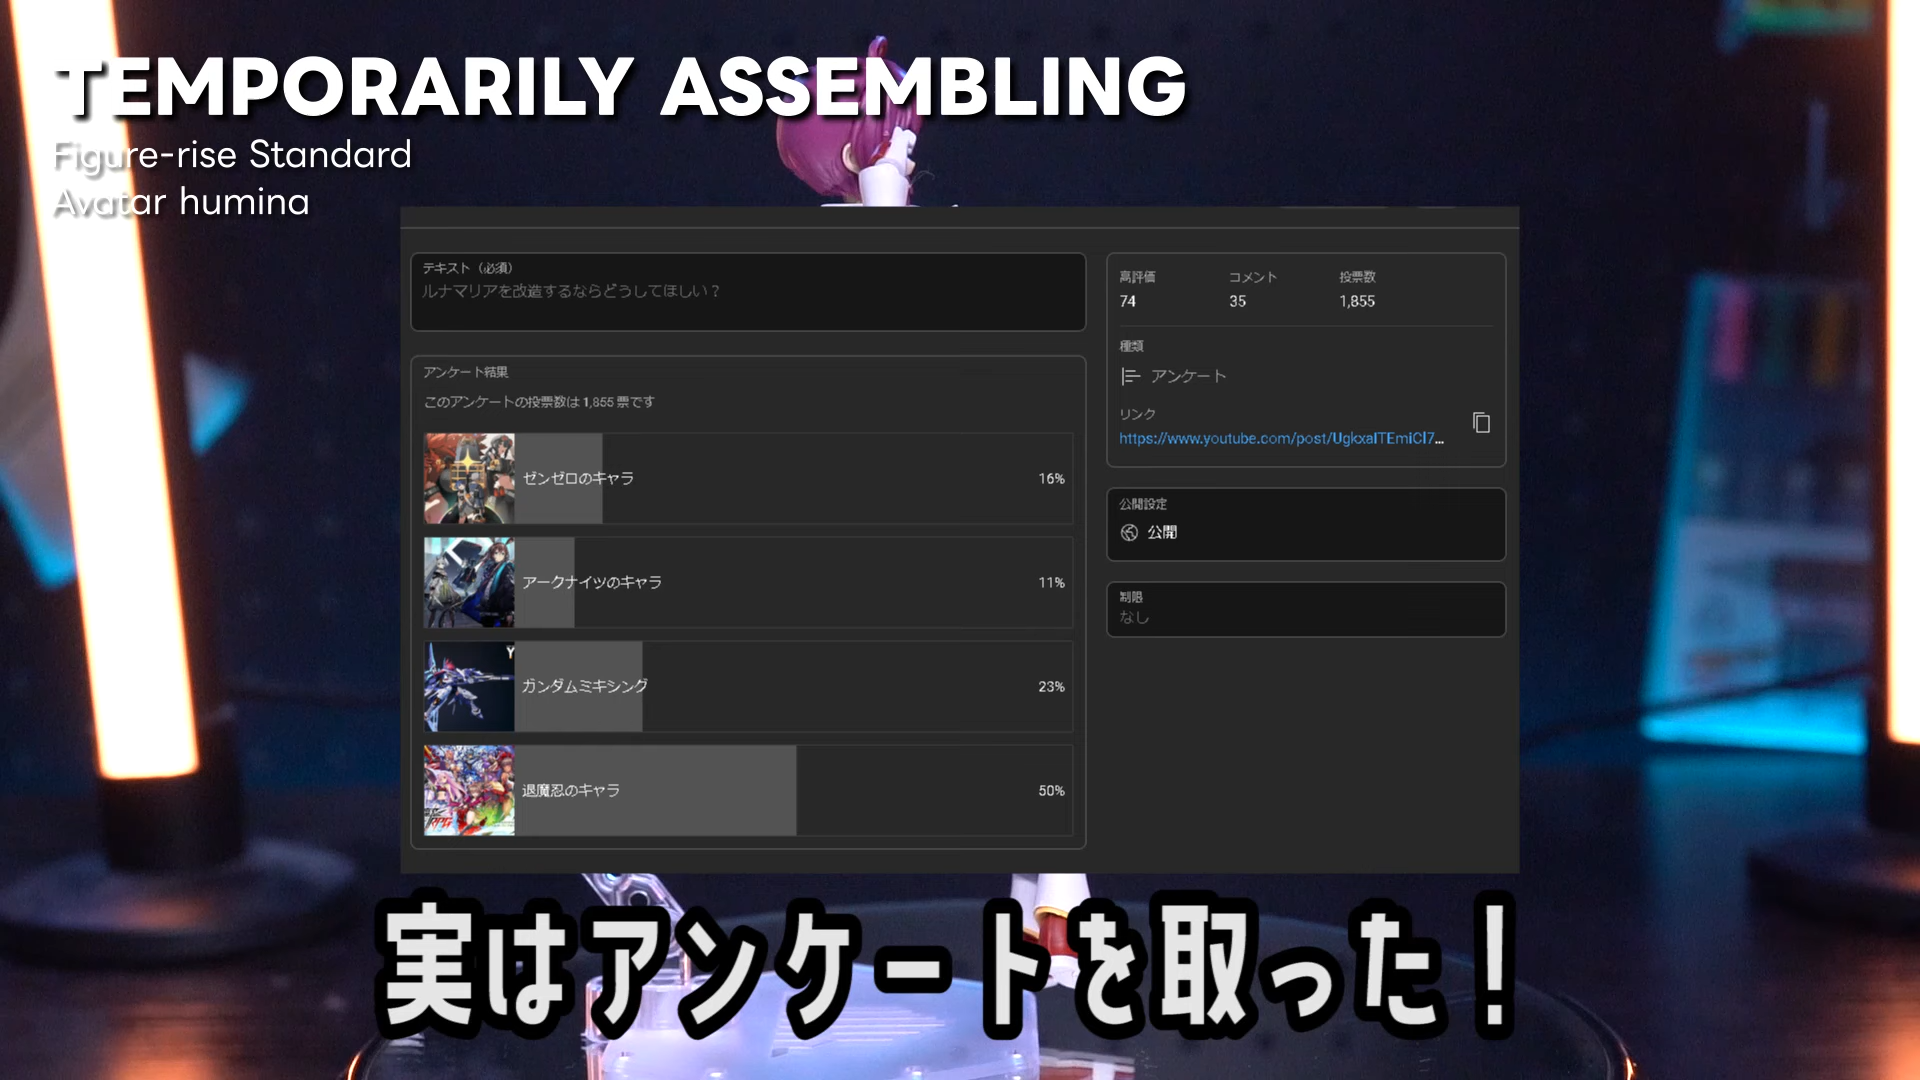 TEMPORARILY ASSEMBLING
Figure-rise Standard
Avatar humina
テキスト（必須）
ルナマリアを改造するならどうしてほしい？
アンケート結果
このアンケートの投票数は 1,855 票です
ゼンゼロのキャラ
16%
アークナイツのキャラ
11%
Y
ガンダムミキシング
23%
RPG
退魔忍のキャラ
50%
高評価
コメント
投票数
74
35
1,855
種類
アンケート
リンク
https://www.youtube.com/post/UgkxaITEmiCl7...
公開設定
公開
制限
なし
実はアンケートを取った！